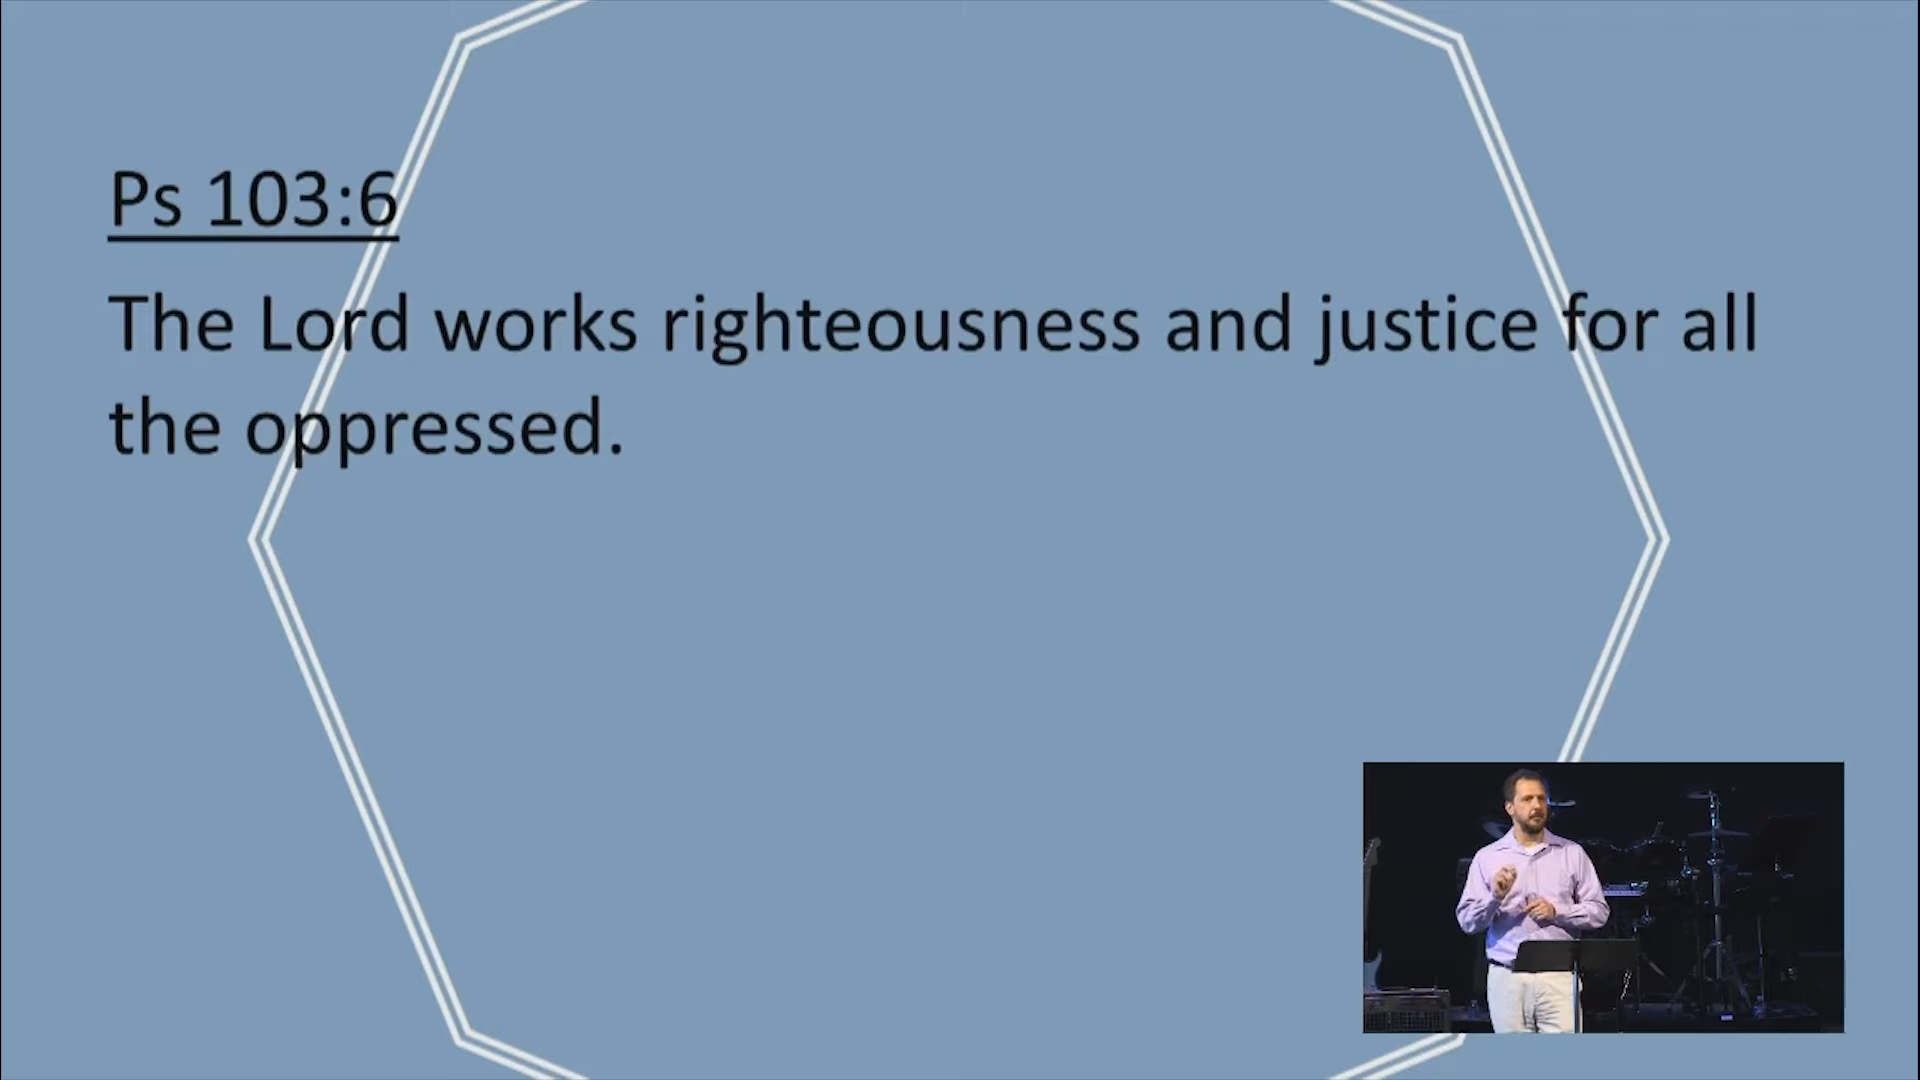 Ps 103:6
The Lord works righteousness and justice for all
the oppressed.